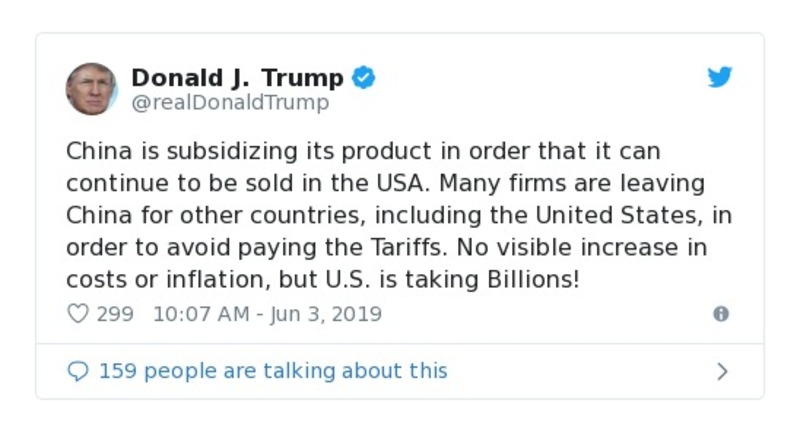 Donald J. Trump
@realDonaldTrump
China is subsidizing its product in order that it can
continue to be sold in the USA. Many firms are leaving
China for other countries, including the United States, in
order to avoid paying the Tariffs. No visible increase in
costs or inflation, but U.S. is taking Billions!
299 10:07 AM - Jun 3, 2019
159 people are talking about this